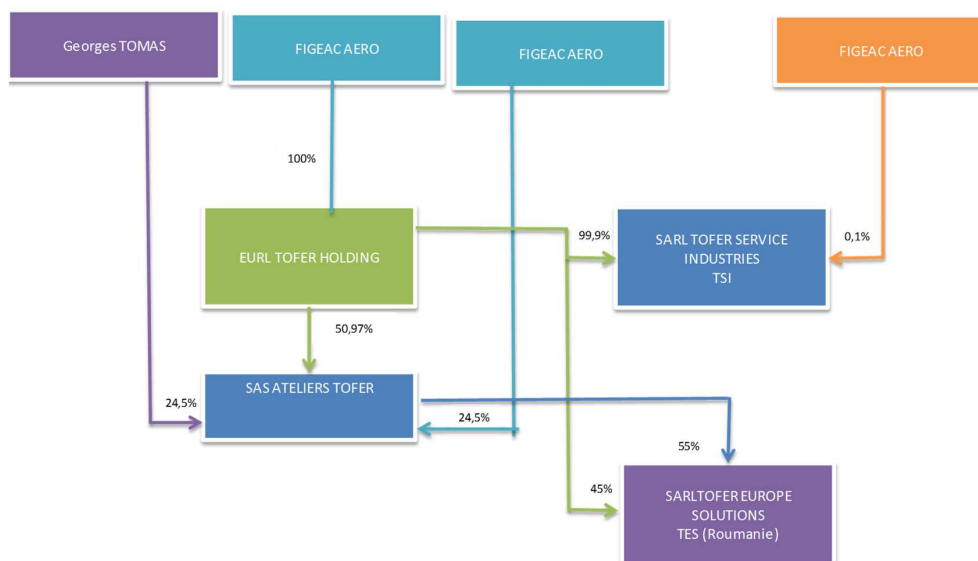 Georges TOMAS
FIGEAC AERO
FIGEAC AERO
FIGEAC AERO
100%
EURL TOFER HOLDING
99,9%
SARL TOFER SERVICE
INDUSTRIES
TSI
0,1%
50,97%
SAS ATELIERS TOFER
24,5%
24,5%
55%
45%
SARLTOFER EUROPE
SOLUTIONS
TES (Roumanie)